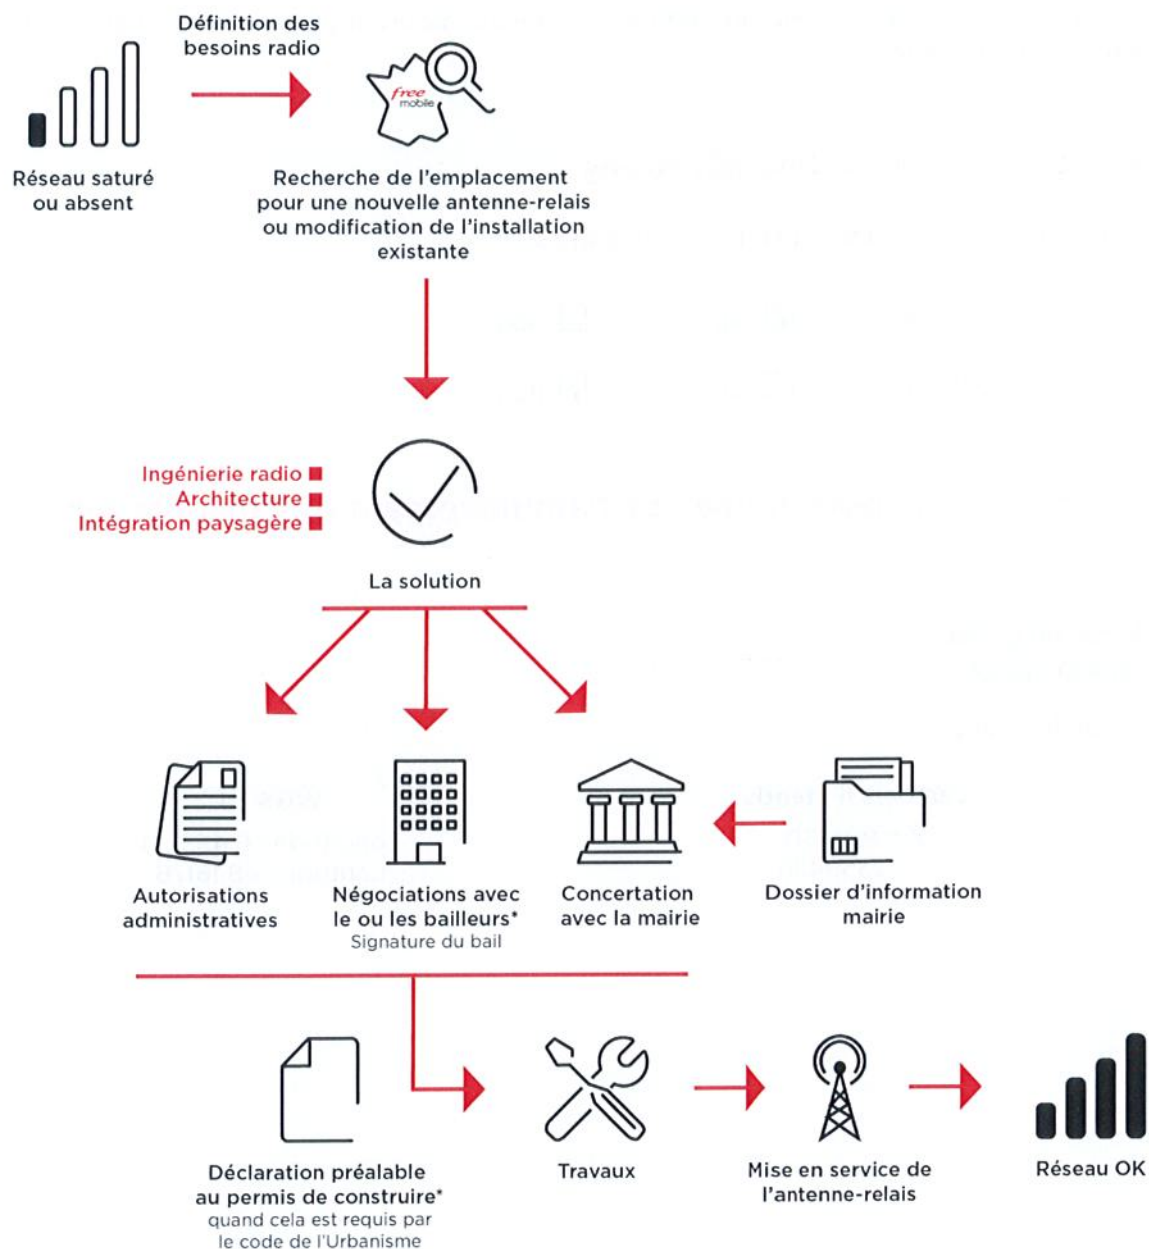 Définition des
besoins radio
free
mobile
Réseau saturé
ou absent
Recherche de l'emplacement
pour une nouvelle antenne-relais
ou modification de l'installation
existante
Ingénierie radio
Architecture
Intégration paysagère
La solution
Autorisations
administratives
Négociations avec
le ou les bailleurs*
Signature du bail
Concertation
avec la mairie
Dossier d'information
mairie
Déclaration préalable
au permis de construire*
quand cela est requis par
le code de l'Urbanisme
Travaux
Mise en service de
l'antenne-relais
Réseau OK